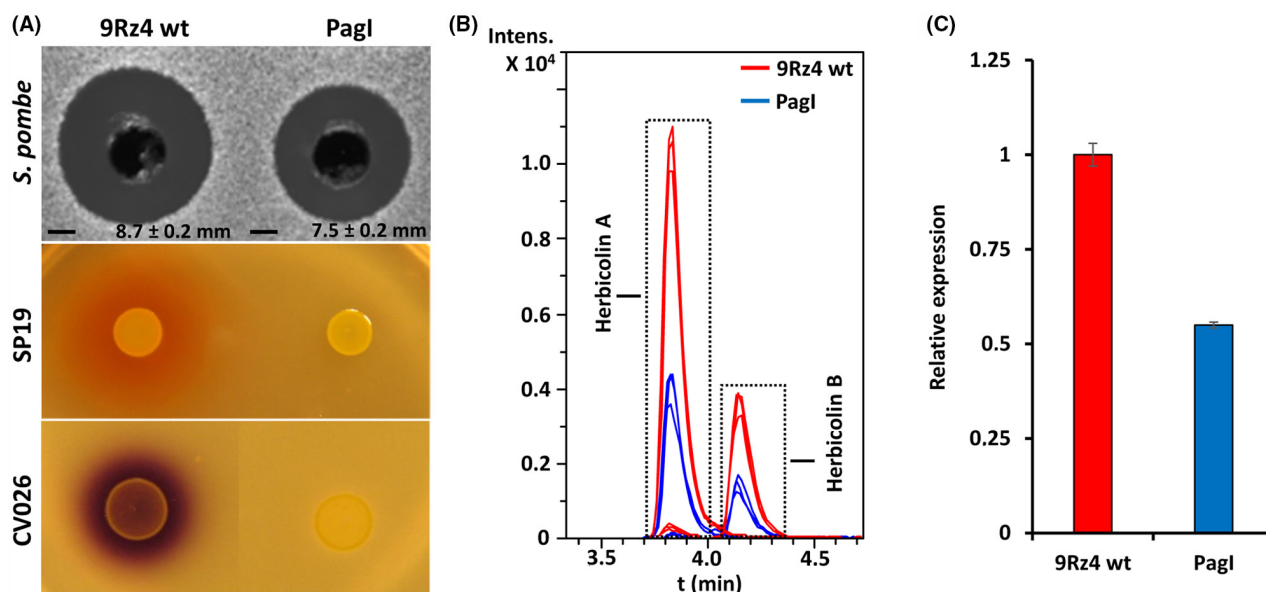 (A)
9Rz4 wt
PagI
S. pombe
8.7 ± 0.2 mm
7.5 ± 0.2 mm
SP19
CV026
(B)
Intens.
X 10⁴
9Rz4 wt
PagI
1.0
0.8
0.6
0.4
0.2
0
Herbicolin A
Herbicolin B
3.5
4.0
4.5
t (min)
(C)
1.25
1
0.75
0.5
0.25
0
Relative expression
9Rz4 wt
PagI